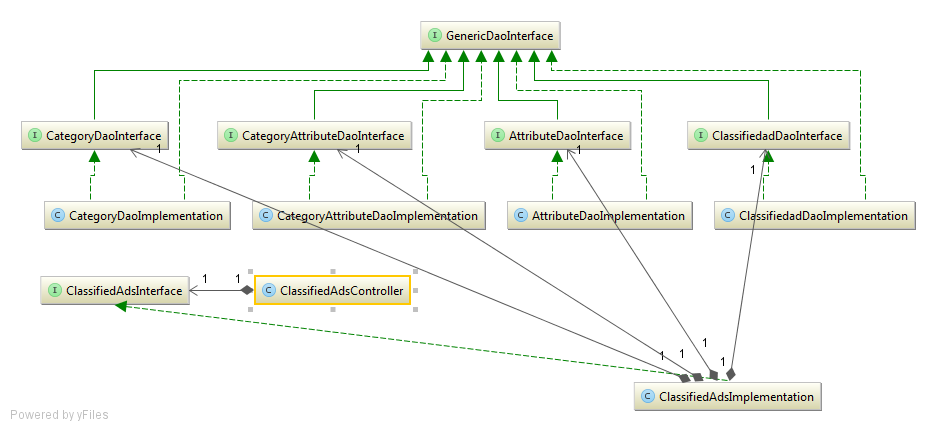 I GenericDaoInterface
I CategoryDaoInterface
I CategoryAttributeDaoInterface
I AttributeDaoInterface
I ClassifiedadDaoInterface
1
1
1
1
C CategoryDaoImplementation
C CategoryAttributeDaoImplementation
C AttributeDaoImplementation
C ClassifiedadDaoImplementation
I ClassifiedAdsInterface
1
1
C ClassifiedAdsController
1
1
1
1
C ClassifiedAdsImplementation
Powered by yFiles